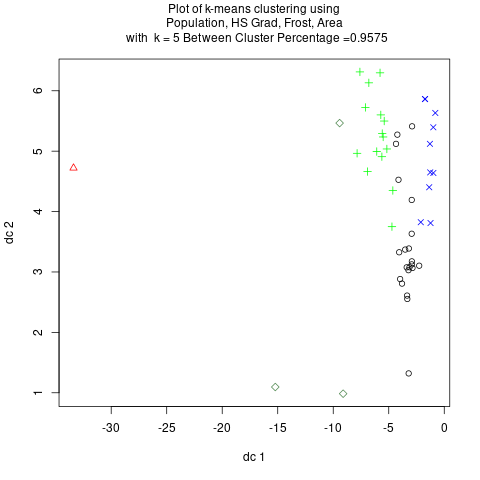 Plot of k-means clustering using
Population, HS Grad, Frost, Area
with k = 5 Between Cluster Percentage =0.9575
6
5
4
3
2
1
dc 2
-30
-25
-20
-15
-10
-5
0
dc 1